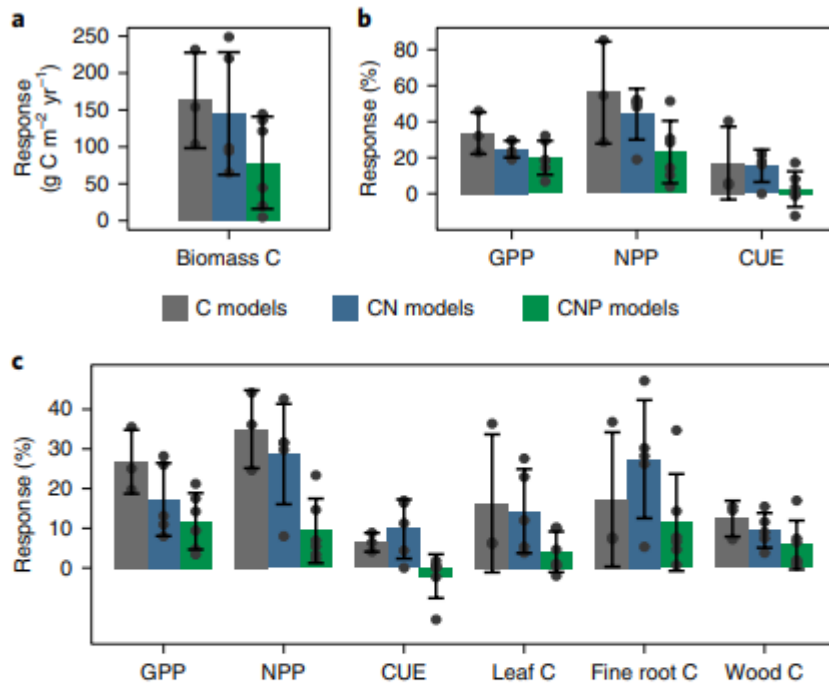 a
250
200
150
100
50
0
Response
(g C m⁻² yr⁻¹)
Biomass C
b
80
60
40
20
0
Response (%)
GPP NPP CUE
C models CN models CNP models
c
40
30
20
10
0
Response (%)
GPP NPP CUE Leaf C Fine root C Wood C